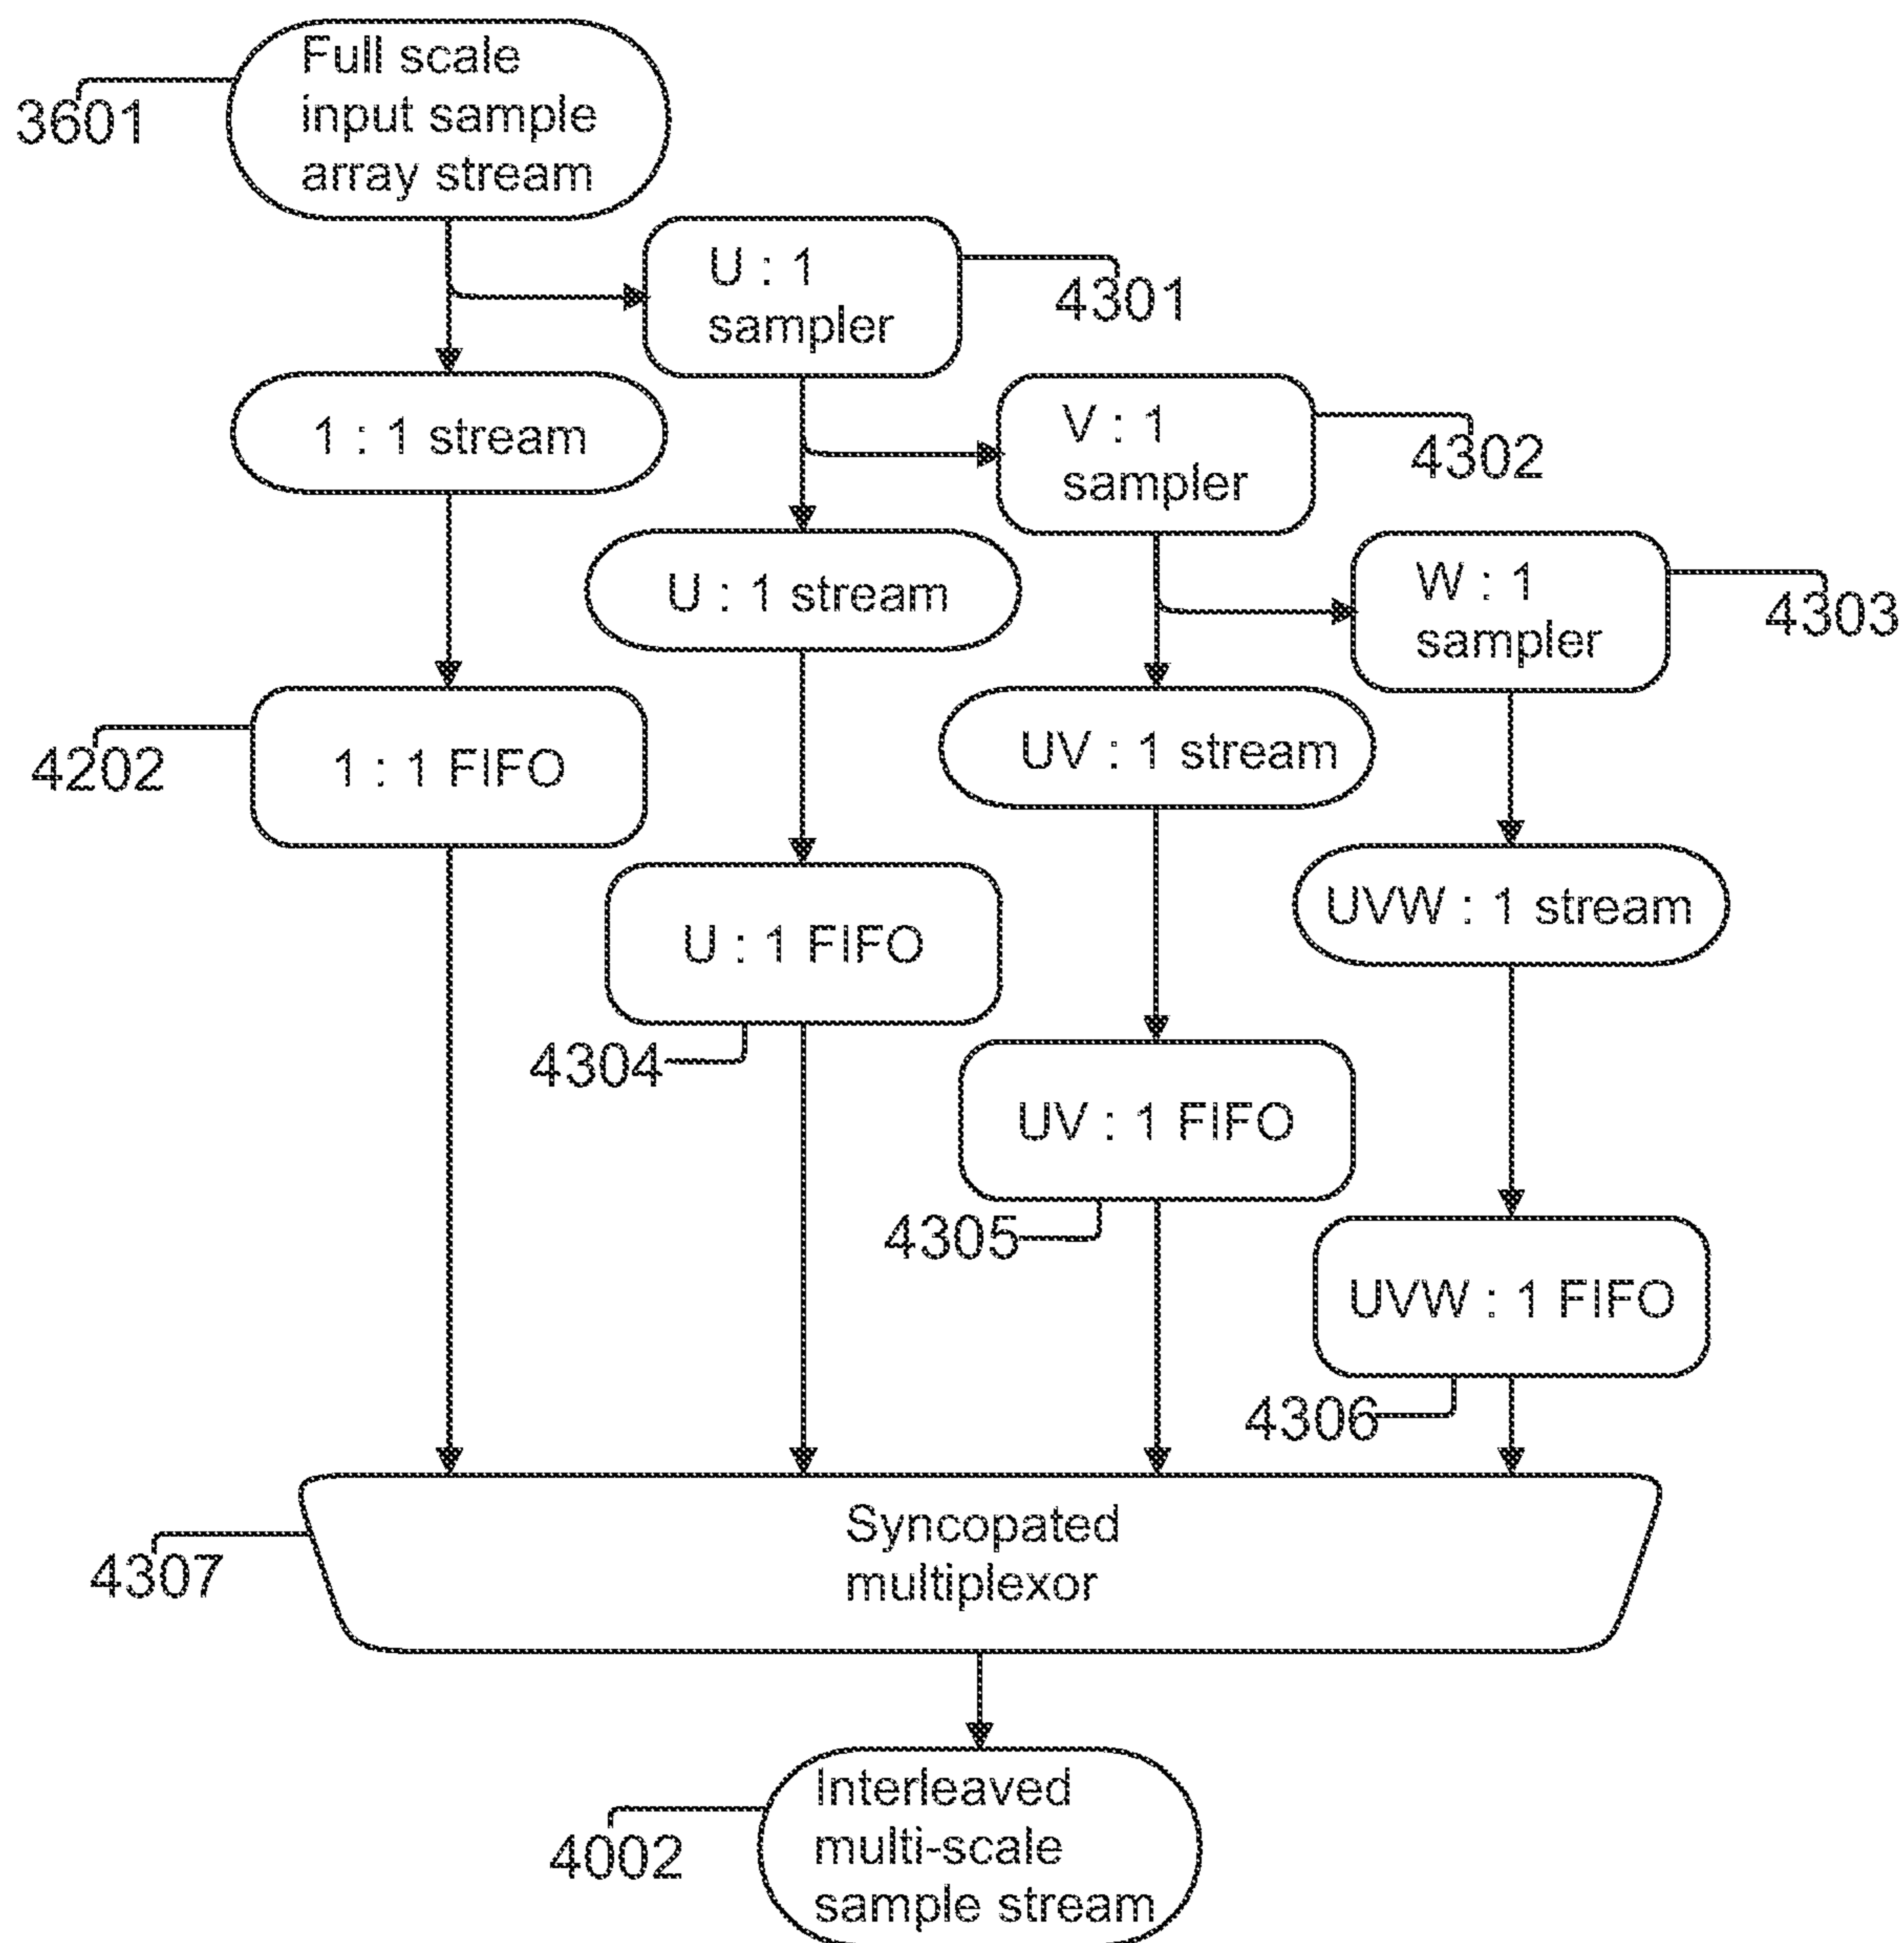 Full scale
input sample
array stream
3601
U : 1
sampler
4301
1 : 1 stream
V : 1
sampler
4302
U : 1 stream
W : 1
sampler
4303
4202
1 : 1 FIFO
UV : 1 stream
U : 1 FIFO
UVW : 1 stream
4304
UV : 1 FIFO
4305
UVW : 1 FIFO
4306
Syncopated
multiplexor
4307
Interleaved
multi-scale
sample stream
4002